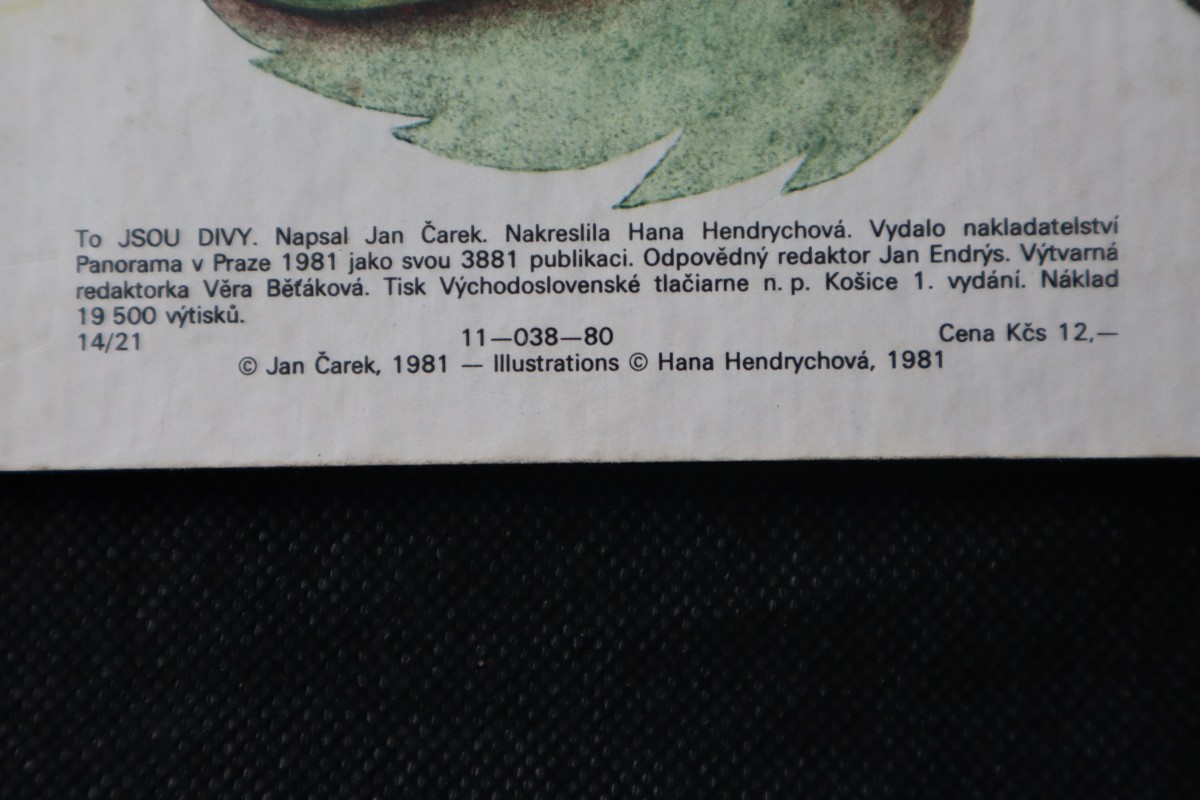 To JSOU DIVY. Napsal Jan Čarek. Nakreslila Hana Hendrychová. Vydalo nakladatelství
Panorama v Praze 1981 jako svou 3881 publikaci. Odpovědný redaktor Jan Endrýs. Výtvarná
redaktorka Věra Běťáková. Tisk Východoslovenské tlačiarne n. p. Košice 1. vydání. Náklad
19 500 výtisků.
14/21 11—038—80 Cena Kčs 12,—
© Jan Čarek, 1981 — Illustrations © Hana Hendrychová, 1981